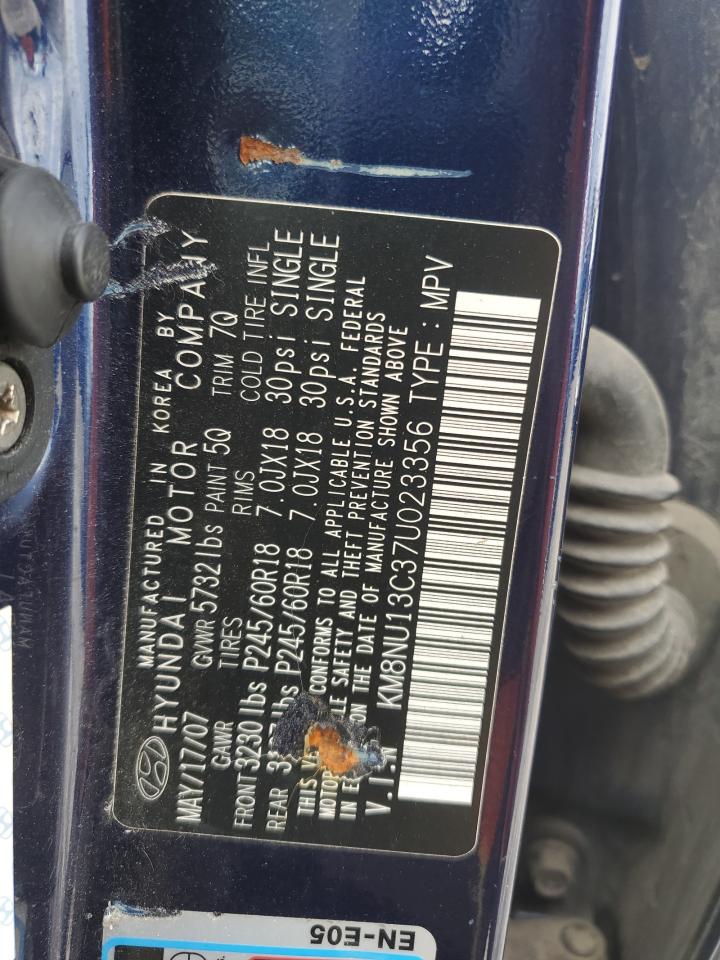 MANUFACTURED IN KOREA BY
HYUNDAI MOTOR COMPANY
MAY/17/07 GVWR 5732lbs PAINT 5Q TRIM 7Q
GAWR TIRES RIMS COLD TIRE INFL
FRONT 3230 lbs P245/60R18 7.0JX18 30psi SINGLE
REAR lbs P245/60R18 7.0JX18 30psi SINGLE
THIS CONFORMS TO ALL APPLICABLE U.S.A. FEDERAL
MOTOR SAFETY AND THEFT PREVENTION STANDARDS
IN ON THE DATE OF MANUFACTURE SHOWN ABOVE
V.I.N KM8NU13C37U023356 TYPE : MPV
EN-E05